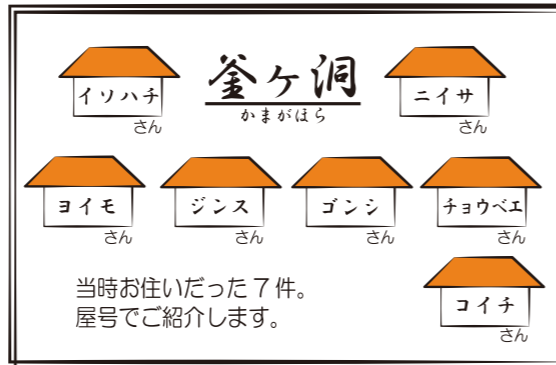 釜ヶ洞
かまがほら
イソハチ
さん
ニイサ
さん
ヨイモ
さん
ジンス
さん
ゴンシ
さん
チョウベエ
さん
コイチ
さん
当時お住いだった7件。
屋号でご紹介します。